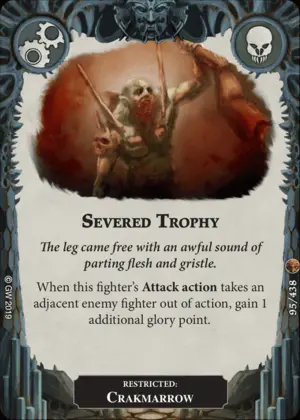 SEVERED TROPHY
The leg came free with an awful sound of
parting flesh and gristle.
When this fighter's Attack action takes an
adjacent enemy fighter out of action, gain 1
additional glory point.
© GW 2019
95/438
RESTRICTED:
CRAKMARROW